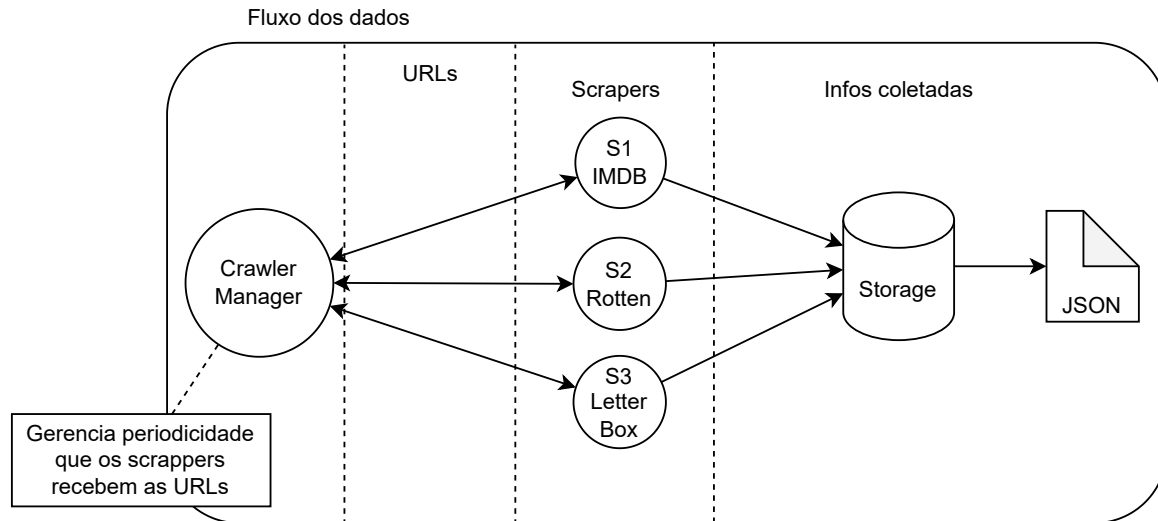 Fluxo dos dados
URLs
Scrapers
Infos coletadas
S1
IMDB
Crawler
Manager
S2
Rotten
Storage
JSON
S3
Letter
Box
Gerencia periodicidade
que os scrappers
recebem as URLs